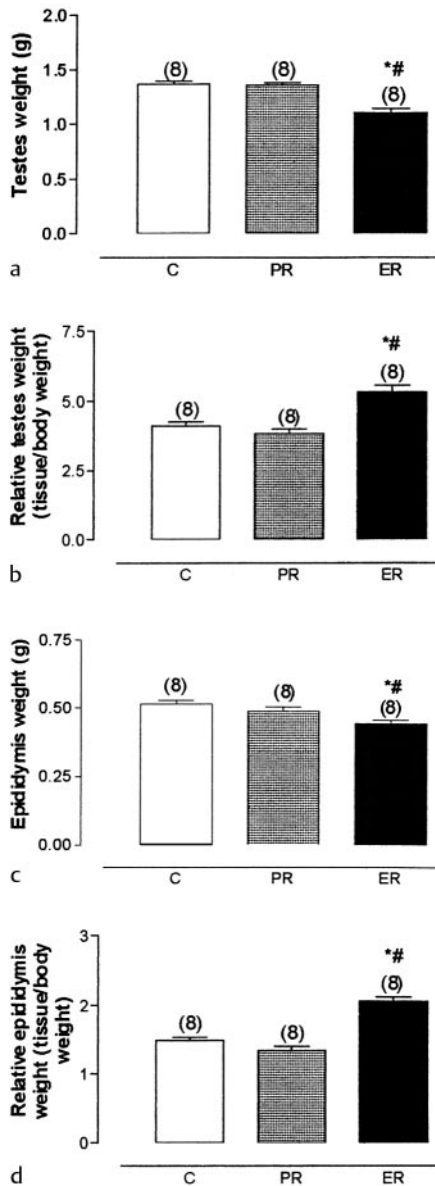 Testes weight (g)
2.0
1.5
1.0
0.5
0.0
(8)
(8)
*#
(8)
a
C PR ER
Relative testes weight
(tissue/body weight)
7.5
5.0
2.5
0.0
(8)
(8)
*#
(8)
b
C PR ER
Epididymis weight (g)
0.75
0.50
0.25
0.00
(8)
(8)
*#
(8)
c
C PR ER
Relative epididymis
weight (tissue/body
weight)
3
2
1
0
(8)
(8)
*#
(8)
d
C PR ER